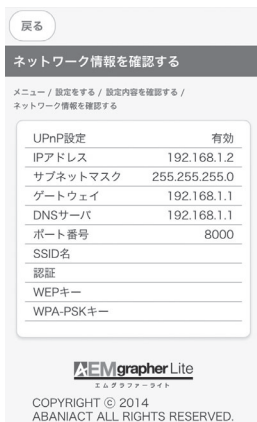 戻る
ネットワーク情報を確認する
メニュー / 設定をする / 設定内容を確認する /
ネットワーク情報を確認する
UPnP設定 有効
IPアドレス 192.168.1.2
サブネットマスク 255.255.255.0
ゲートウェイ 192.168.1.1
DNSサーバ 192.168.1.1
ポート番号 8000
SSID名
認証
WEPキー
WPA-PSKキー
AEMgrapher Lite
エムグラファーライト
COPYRIGHT © 2014
ABANIACT ALL RIGHTS RESERVED.